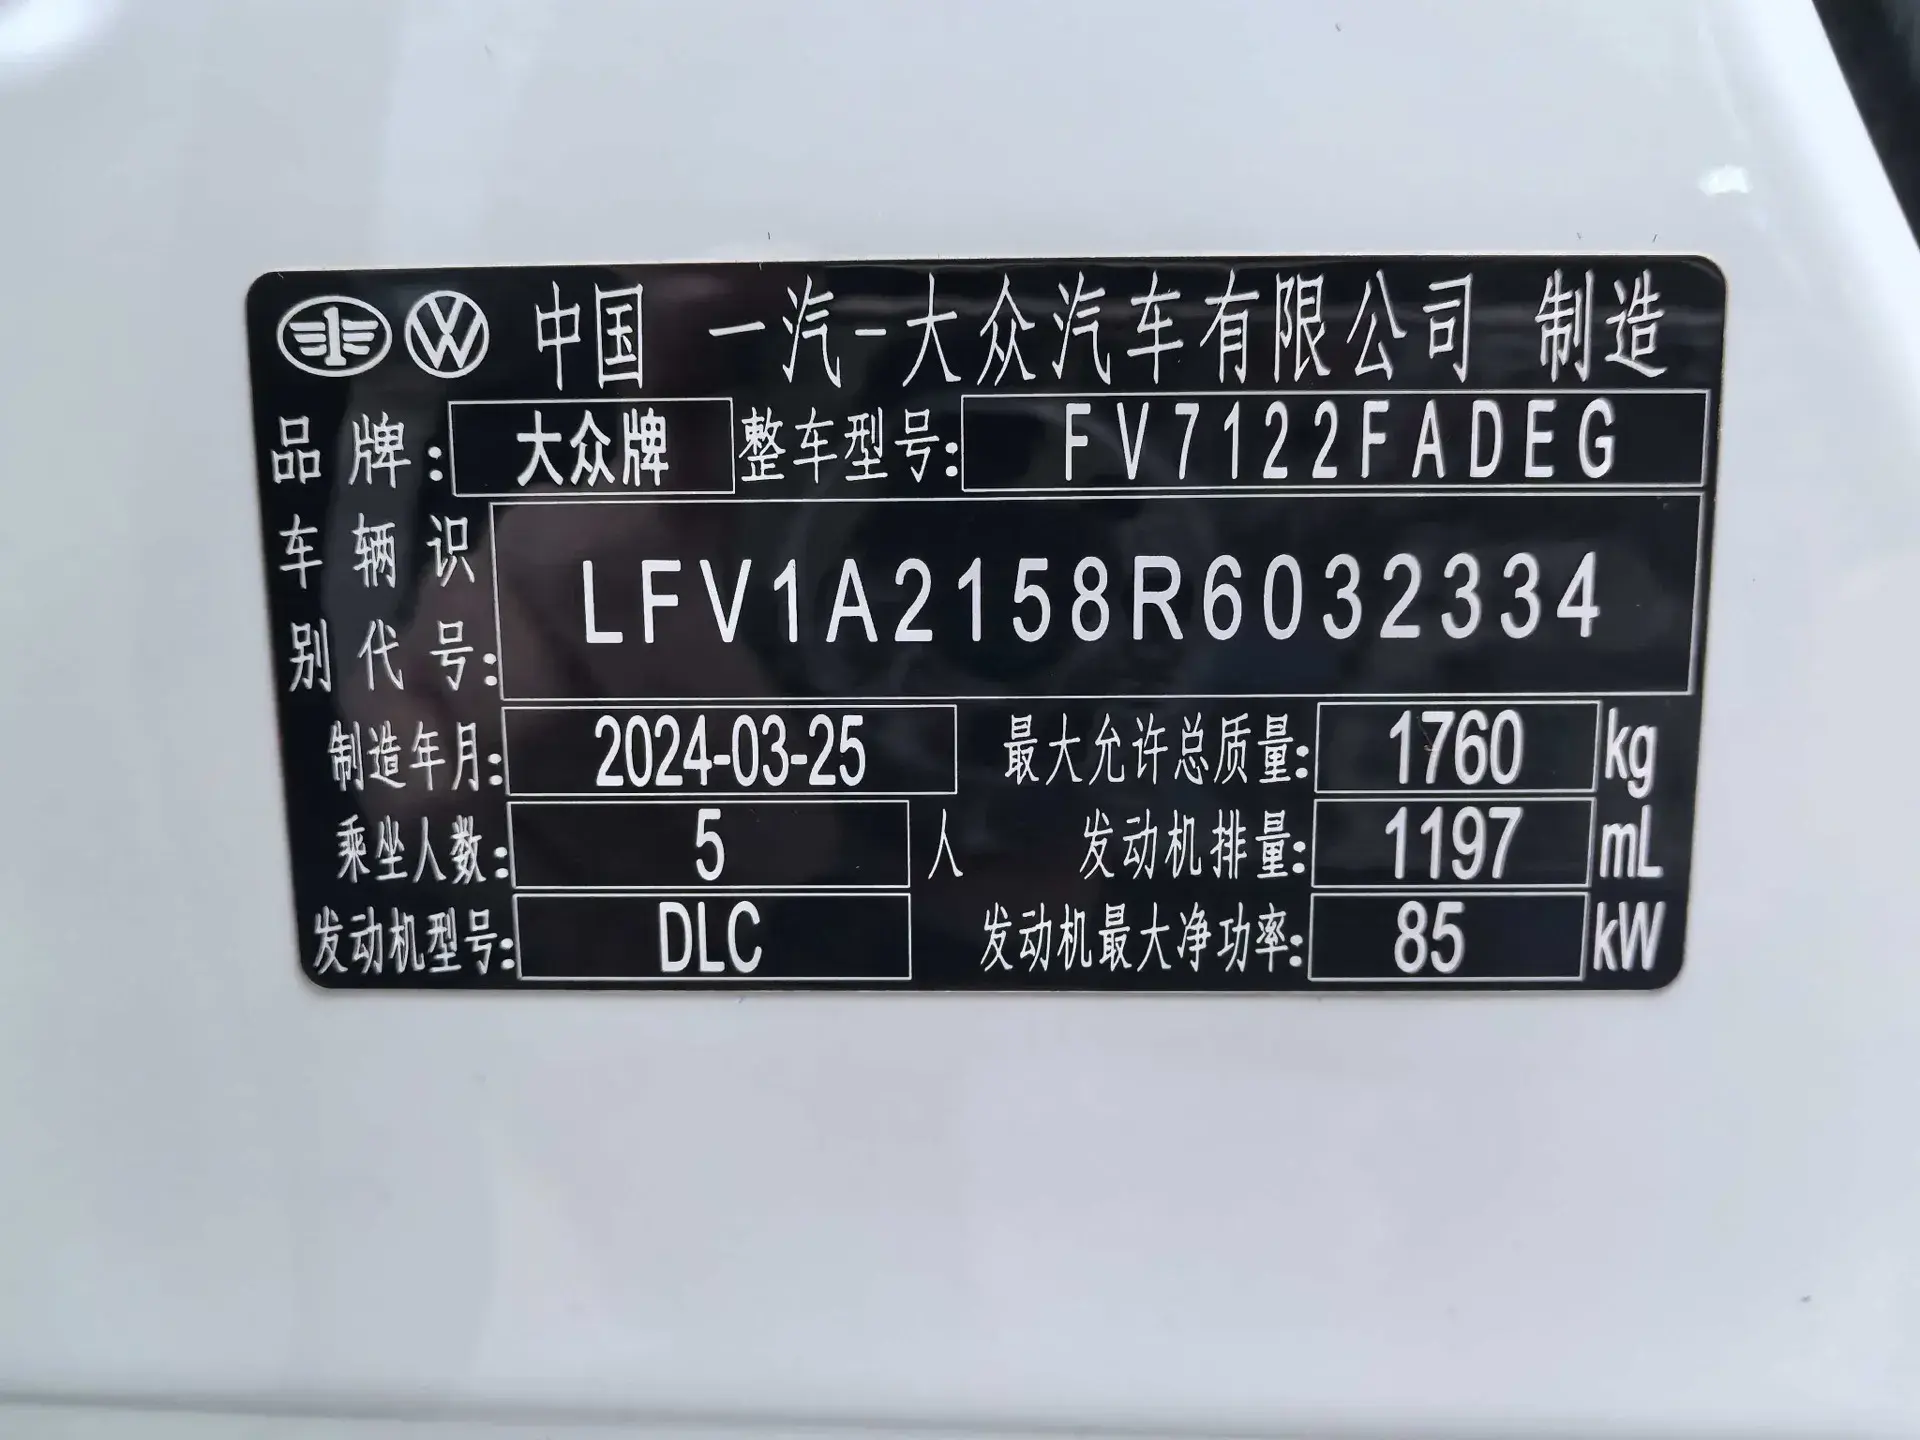 中国 一汽-大众汽车有限公司 制造
品牌: 大众牌 整车型号: FV7122FADEG
车辆识别代号: LFV1A2158R6032334
制造年月: 2024-03-25 最大允许总质量: 1760 kg
乘坐人数: 5 人 发动机排量: 1197 mL
发动机型号: DLC 发动机最大净功率: 85 kW